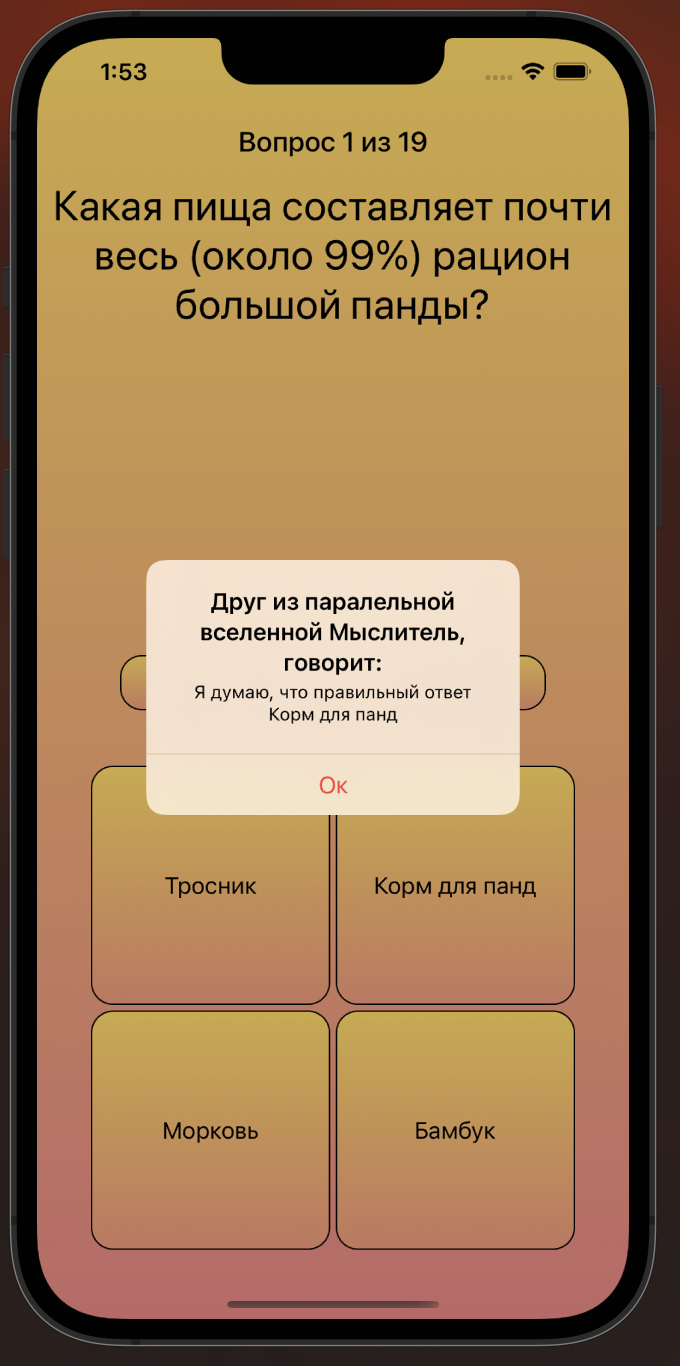 1:53
Вопрос 1 из 19
Какая пища составляет почти
весь (около 99%) рацион
большой панды?
Друг из паралельной
вселенной Мыслитель,
говорит:
Я думаю, что правильный ответ
Корм для панд
Ок
Тросник
Корм для панд
Морковь
Бамбук